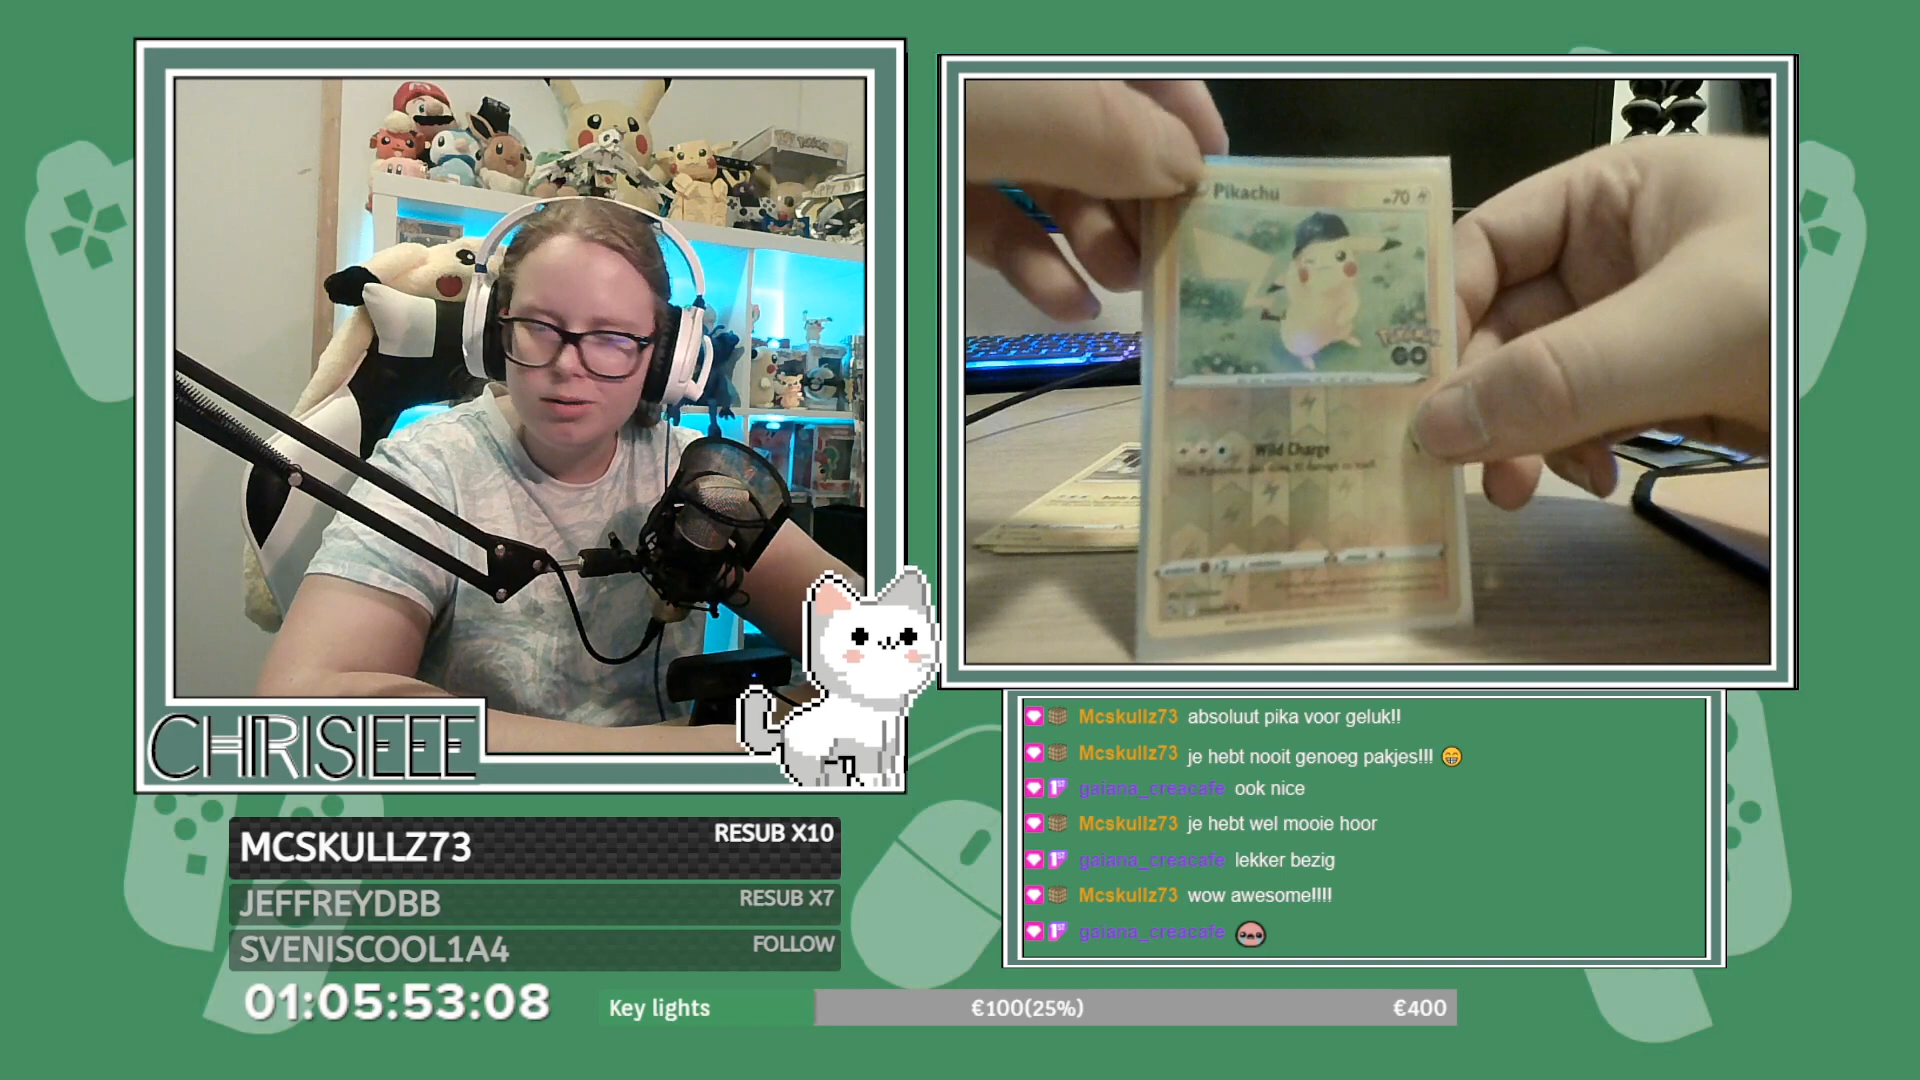 Pikachu
70
POKÉMON
GO
Wild Charge
CHRISIEEE
Mcskullz73 absoluut pika voor geluk!!
Mcskullz73 je hebt nooit genoeg pakjes!!!
gaiana_creacafe ook nice
Mcskullz73 je hebt wel mooie hoor
gaiana_creacafe lekker bezig
Mcskullz73 wow awesome!!!!
gaiana_creacafe
MCSKULLZ73 RESUB X10
JEFFREYDBB RESUB X7
SVENISCOOL1A4 FOLLOW
01:05:53:08
Key lights €100(25%) €400